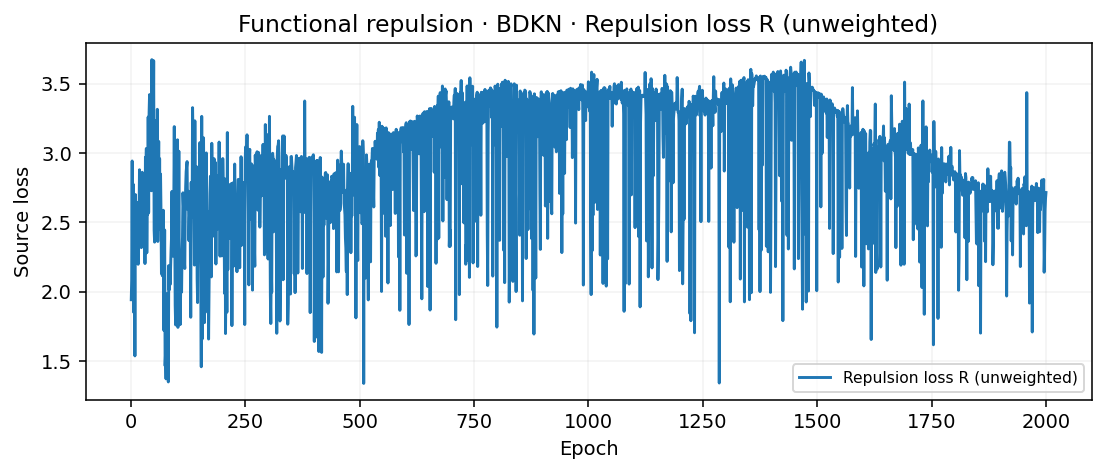 Functional repulsion · BDKN · Repulsion loss R (unweighted)
Source loss
3.5
3.0
2.5
2.0
1.5
Repulsion loss R (unweighted)
0 250 500 750 1000 1250 1500 1750 2000
Epoch